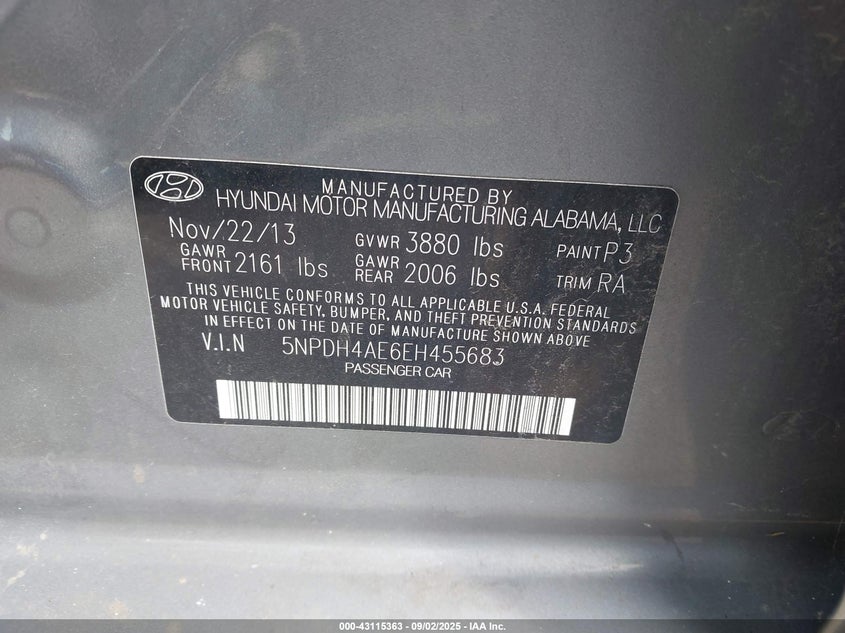 MANUFACTURED BY
HYUNDAI MOTOR MANUFACTURING ALABAMA, LLC
Nov/22/13 GVWR 3880 lbs PAINT P3
GAWR FRONT 2161 lbs GAWR REAR 2006 lbs TRIM RA
THIS VEHICLE CONFORMS TO ALL APPLICABLE U.S.A. FEDERAL
MOTOR VEHICLE SAFETY, BUMPER, AND THEFT PREVENTION STANDARDS
IN EFFECT ON THE DATE OF MANUFACTURE SHOWN ABOVE
V.I.N 5NPDH4AE6EH455683
PASSENGER CAR
000-43115363 - 09/02/2025 - IAA Inc.